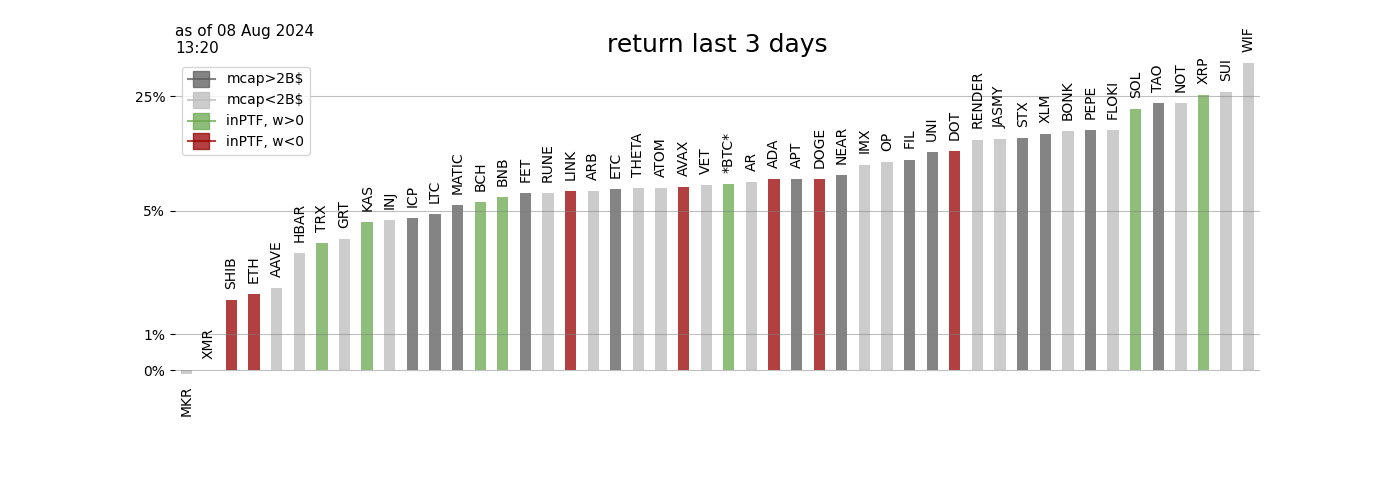 as of 08 Aug 2024
13:20
return last 3 days
mcap>2B$
mcap<2B$
inPTF, w>0
inPTF, w<0
25%
5%
1%
0%
MKR
XMR
SHIB
ETH
AAVE
HBAR
TRX
GRT
KAS
INJ
ICP
LTC
MATIC
BCH
BNB
FET
RUNE
LINK
ARB
ETC
THETA
ATOM
AVAX
VET
*BTC*
AR
ADA
APT
DOGE
NEAR
IMX
OP
FIL
UNI
DOT
RENDER
JASMY
STX
XLM
BONK
PEPE
FLOKI
SOL
TAO
NOT
XRP
SUI
WIF